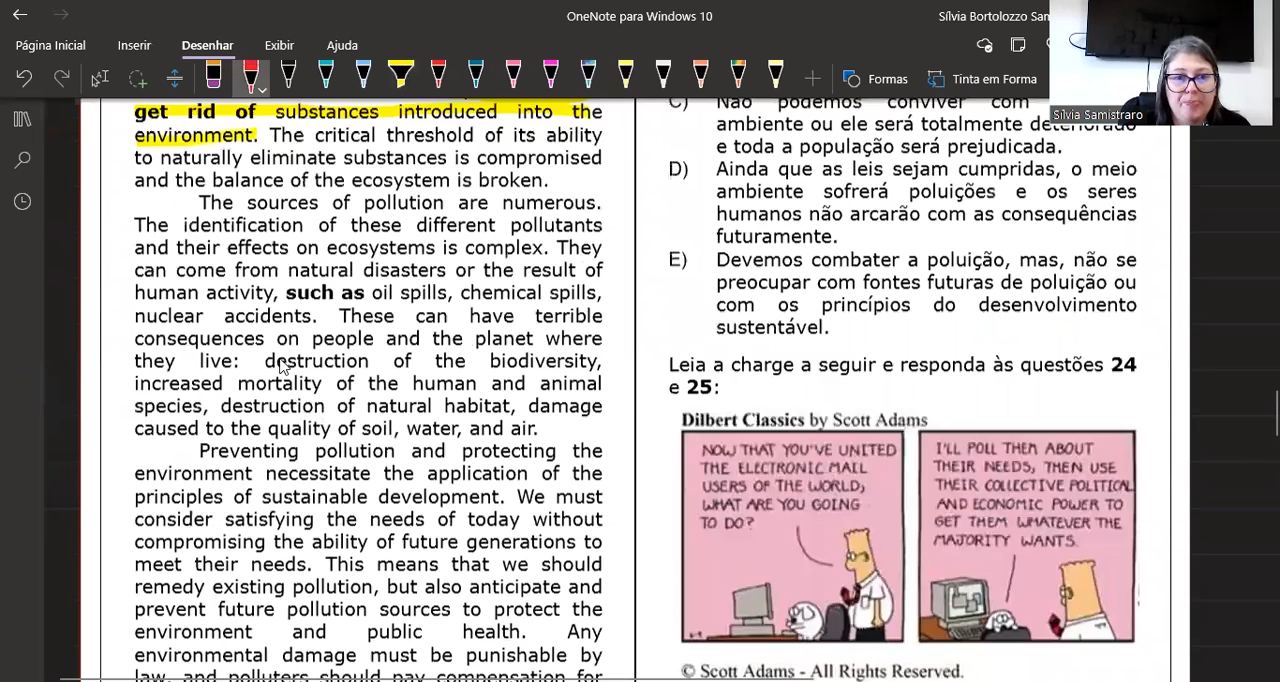 OneNote para Windows 10
Sílvia Bortolozzo Sam
Página Inicial
Inserir
Desenhar
Exibir
Ajuda
Formas
Tinta em Forma
Sílvia Samistraro
get rid of substances introduced into the
environment. The critical threshold of its ability
to naturally eliminate substances is compromised
and the balance of the ecosystem is broken.
The sources of pollution are numerous.
The identification of these different pollutants
and their effects on ecosystems is complex. They
can come from natural disasters or the result of
human activity, such as oil spills, chemical spills,
nuclear accidents. These can have terrible
consequences on people and the planet where
they live: destruction of the biodiversity,
increased mortality of the human and animal
species, destruction of natural habitat, damage
caused to the quality of soil, water, and air.
Preventing pollution and protecting the
environment necessitate the application of the
principles of sustainable development. We must
consider satisfying the needs of today without
compromising the ability of future generations to
meet their needs. This means that we should
remedy existing pollution, but also anticipate and
prevent future pollution sources to protect the
environment and public health. Any
environmental damage must be punishable by
law, and polluters should pay compensation for
C) Não podemos conviver com
ambiente ou ele será totalmente deteriorado
e toda a população será prejudicada.
D) Ainda que as leis sejam cumpridas, o meio
ambiente sofrerá poluições e os seres
humanos não arcarão com as consequências
futuramente.
E) Devemos combater a poluição, mas, não se
preocupar com fontes futuras de poluição ou
com os princípios do desenvolvimento
sustentável.
Leia a charge a seguir e responda às questões 24
e 25:
Dilbert Classics by Scott Adams
NOW THAT YOU'VE UNITED
THE ELECTRONIC MAIL
USERS OF THE WORLD,
WHAT ARE YOU GOING
TO DO?
I'LL POLL THEM ABOUT
THEIR NEEDS, THEN USE
THEIR COLLECTIVE POLITICAL
AND ECONOMIC POWER TO
GET THEM WHATEVER THE
MAJORITY WANTS.
© Scott Adams - All Rights Reserved.